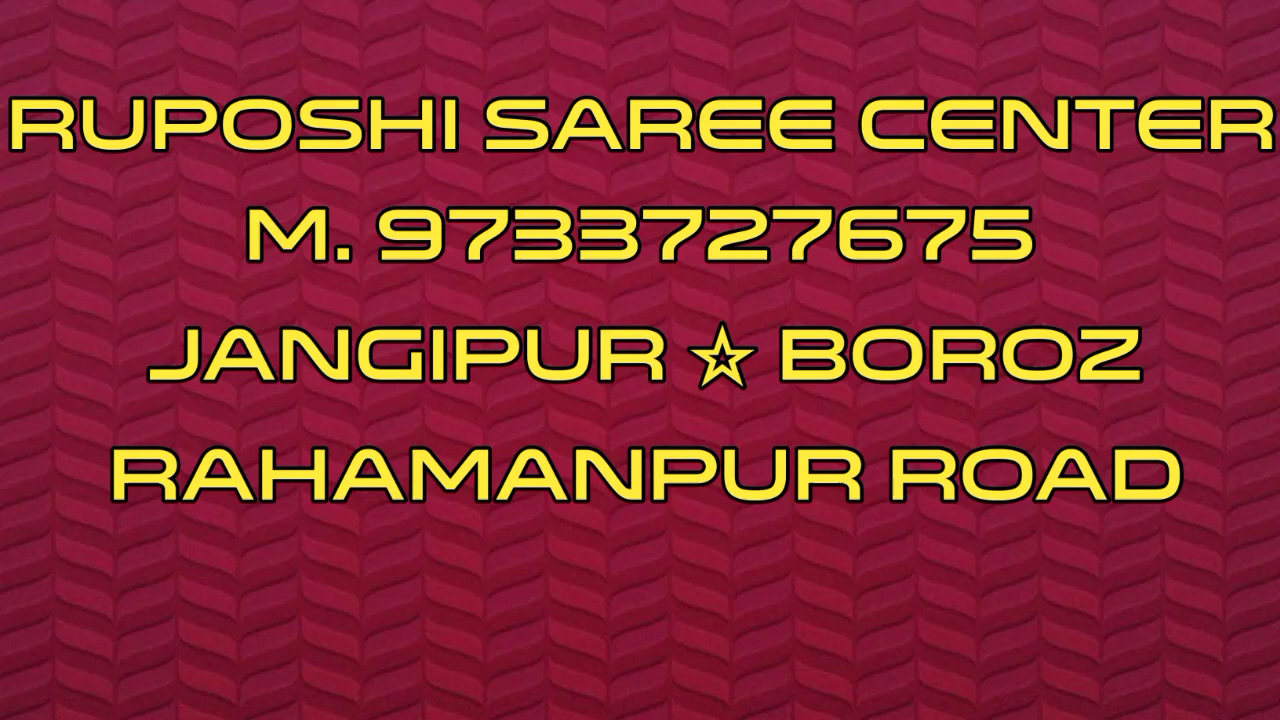 RUPOSHI SAREE CENTER
M. 9733727675
JANGIPUR ☆ BOROZ
RAHAMANPUR ROAD